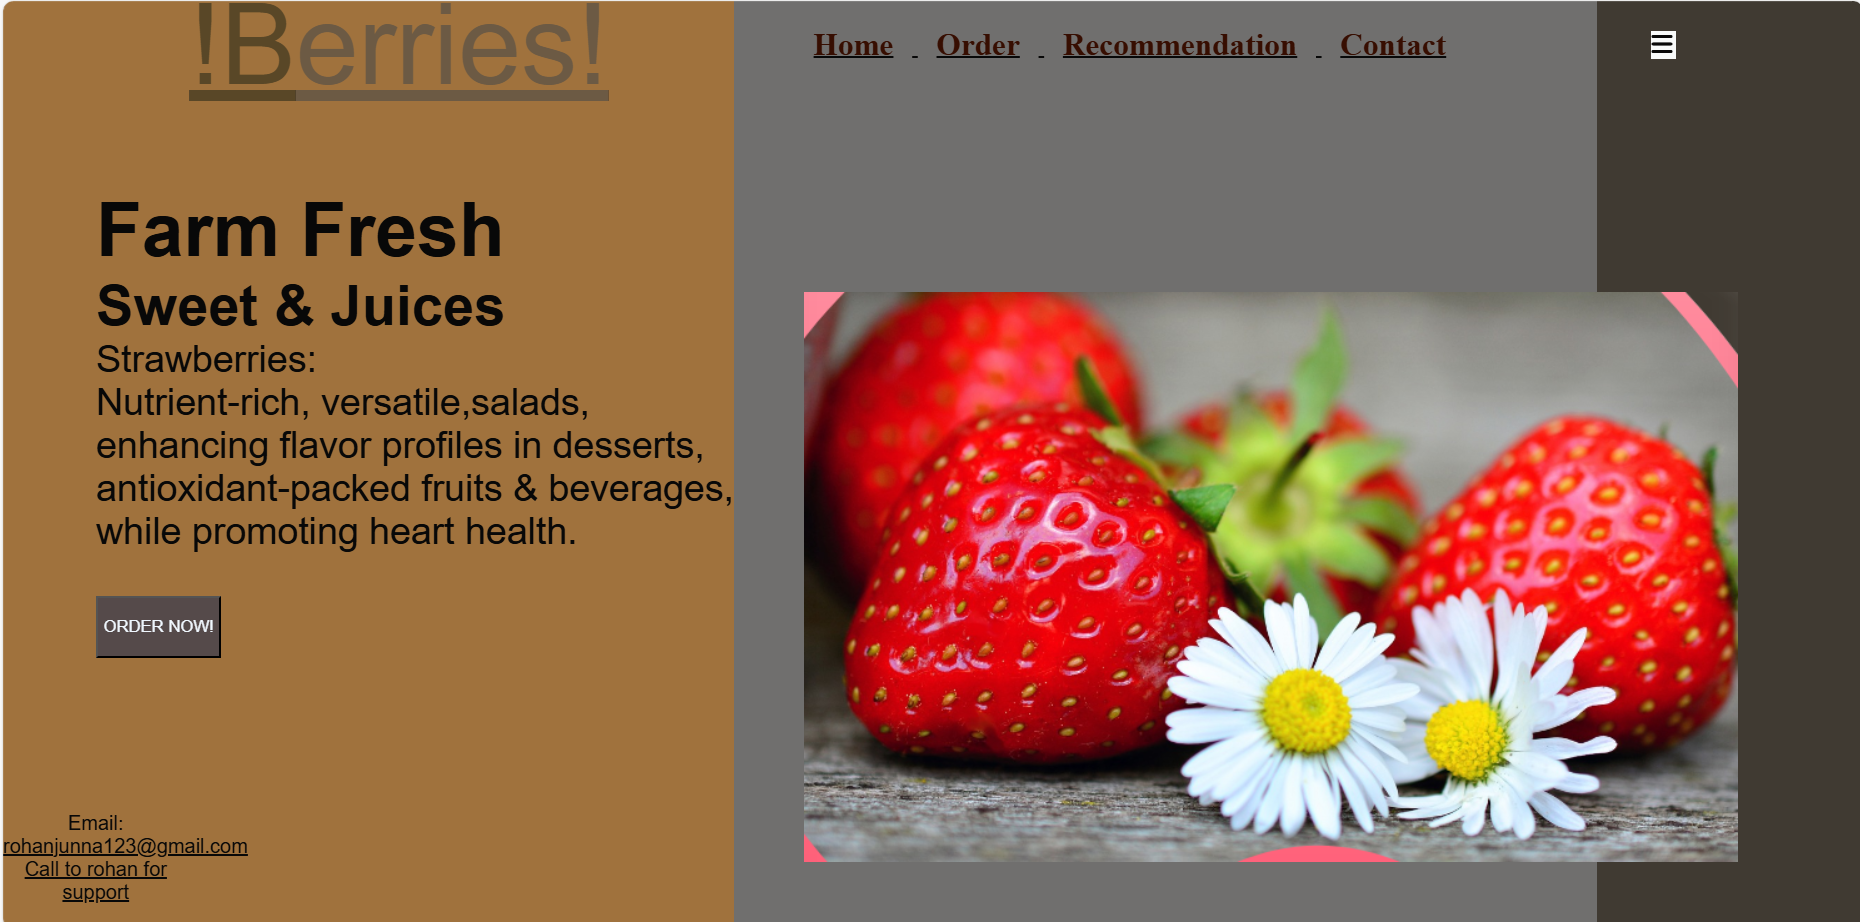 !Berries!
Home Order Recommendation Contact
Farm Fresh
Sweet & Juices
Strawberries:
Nutrient-rich, versatile,salads,
enhancing flavor profiles in desserts,
antioxidant-packed fruits & beverages,
while promoting heart health.
ORDER NOW!
Email:
rohanjunna123@gmail.com
Call to rohan for
support